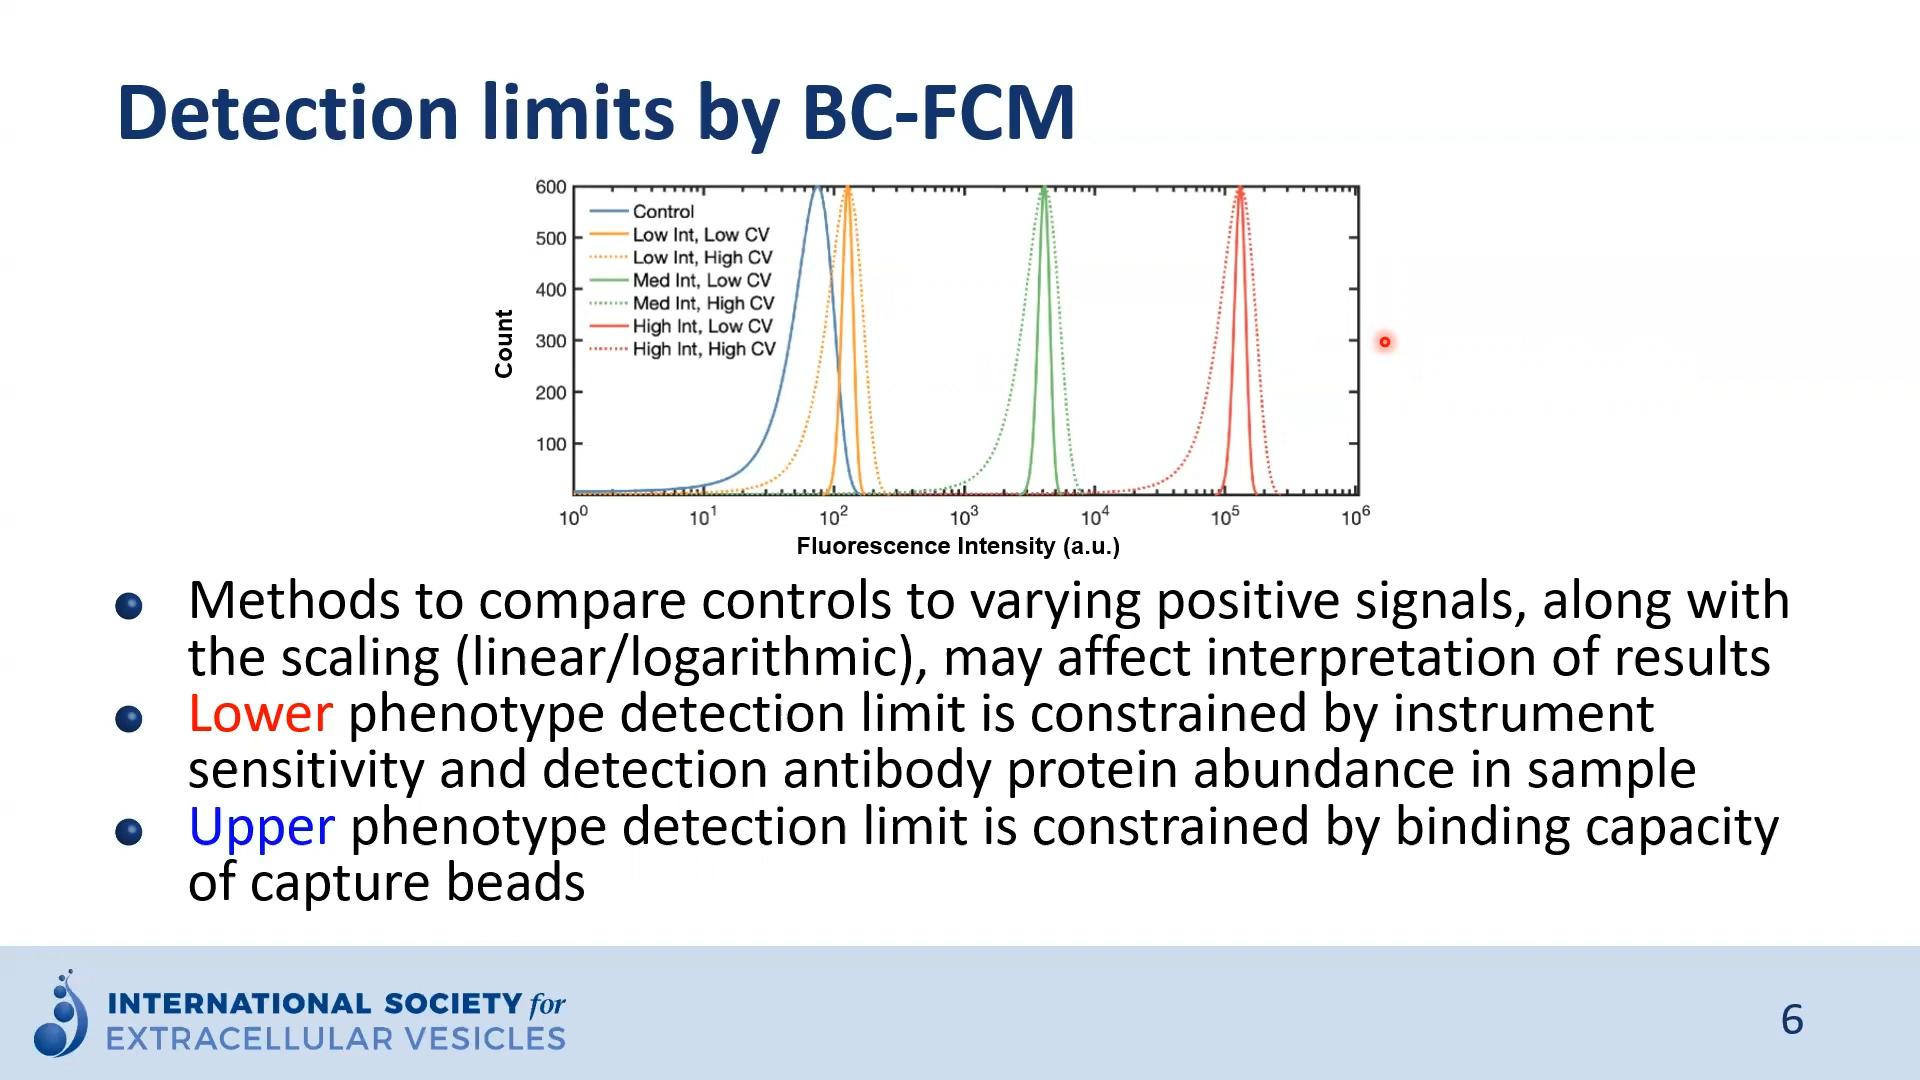 Detection limits by BC-FCM
600
500
400
300
200
100
Count
Control
Low Int, Low CV
Low Int, High CV
Med Int, Low CV
Med Int, High CV
High Int, Low CV
High Int, High CV
10⁰ 10¹ 10² 10³ 10⁴ 10⁵ 10⁶
Fluorescence Intensity (a.u.)
Methods to compare controls to varying positive signals, along with
the scaling (linear/logarithmic), may affect interpretation of results
Lower phenotype detection limit is constrained by instrument
sensitivity and detection antibody protein abundance in sample
Upper phenotype detection limit is constrained by binding capacity
of capture beads
INTERNATIONAL SOCIETY for
EXTRACELLULAR VESICLES
6